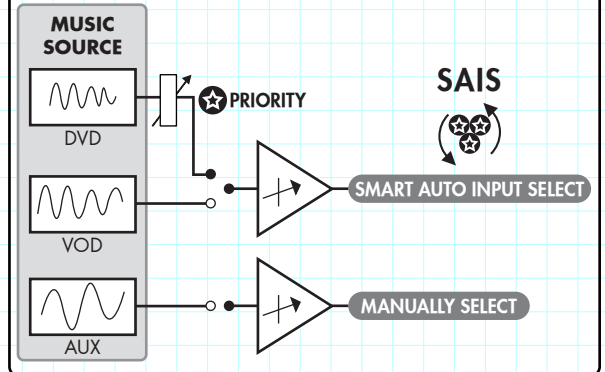 MUSIC
SOURCE
DVD
PRIORITY
SAIS
SMART AUTO INPUT SELECT
VOD
MANUALLY SELECT
AUX